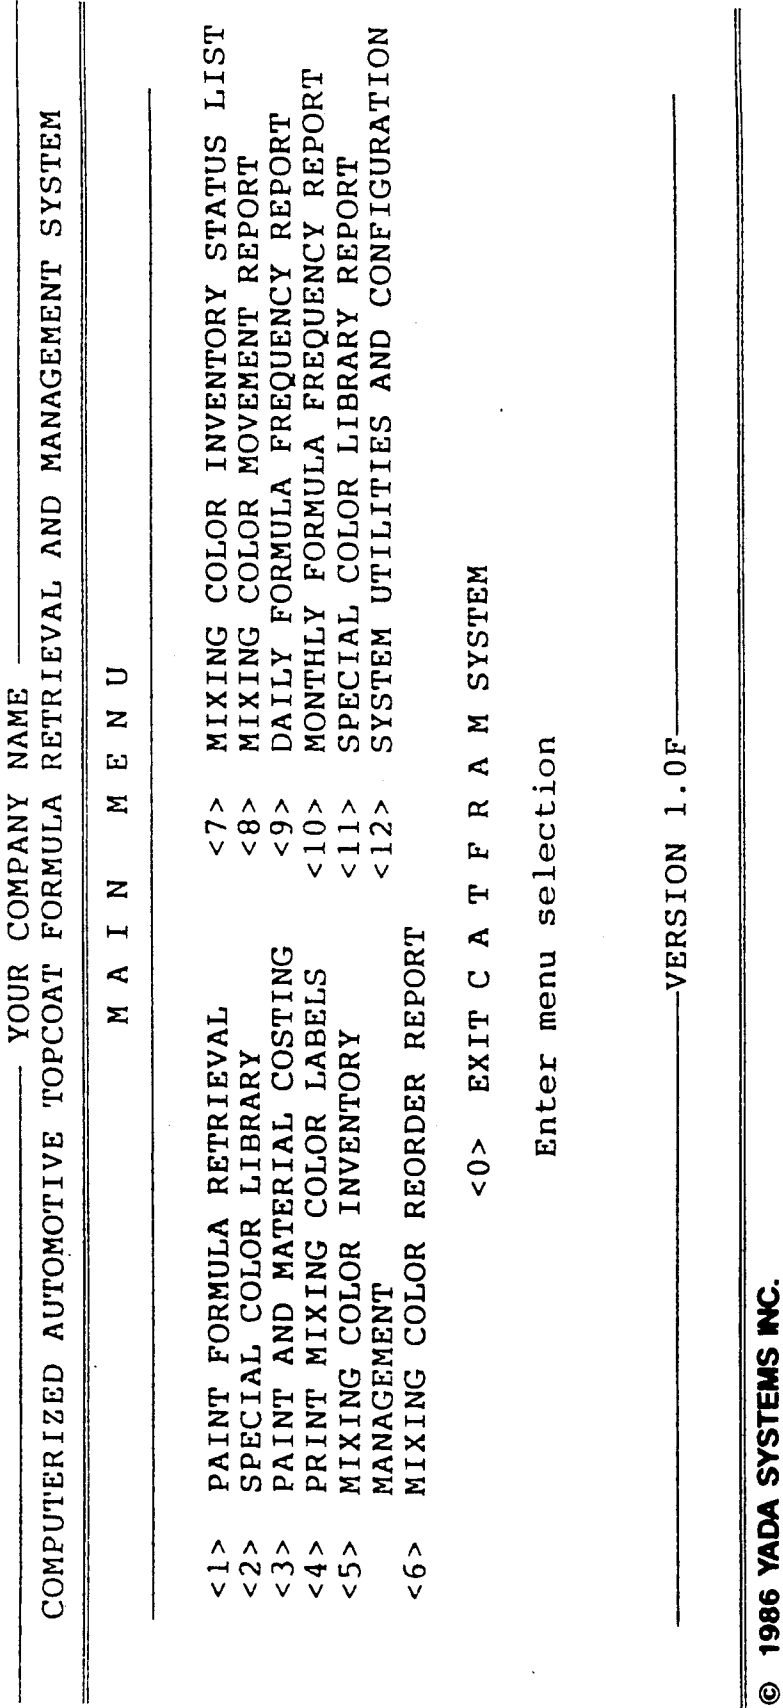 YOUR COMPANY NAME
COMPUTERIZED AUTOMOTIVE TOPCOAT FORMULA RETRIEVAL AND MANAGEMENT SYSTEM
M A I N M E N U
<1> PAINT FORMULA RETRIEVAL <7> MIXING COLOR INVENTORY STATUS LIST
<2> SPECIAL COLOR LIBRARY <8> MIXING COLOR MOVEMENT REPORT
<3> PAINT AND MATERIAL COSTING <9> DAILY FORMULA FREQUENCY REPORT
<4> PRINT MIXING COLOR LABELS <10> MONTHLY FORMULA FREQUENCY REPORT
<5> MIXING COLOR INVENTORY <11> SPECIAL COLOR LIBRARY REPORT
MANAGEMENT <12> SYSTEM UTILITIES AND CONFIGURATION
<6> MIXING COLOR REORDER REPORT
<0> EXIT C A T F R A M SYSTEM
Enter menu selection
VERSION 1.0F
© 1986 YADA SYSTEMS INC.